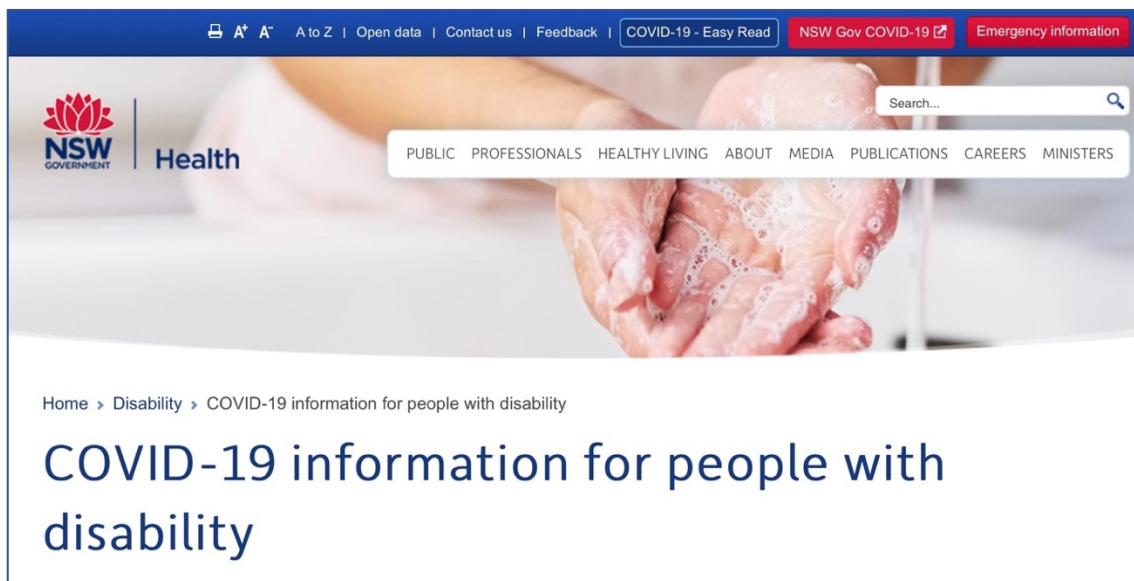 A+ A- A to Z | Open data | Contact us | Feedback | COVID-19 - Easy Read NSW Gov COVID-19 Emergency information
Search...
NSW
GOVERNMENT
Health
PUBLIC PROFESSIONALS HEALTHY LIVING ABOUT MEDIA PUBLICATIONS CAREERS MINISTERS
Home > Disability > COVID-19 information for people with disability
COVID-19 information for people with
disability